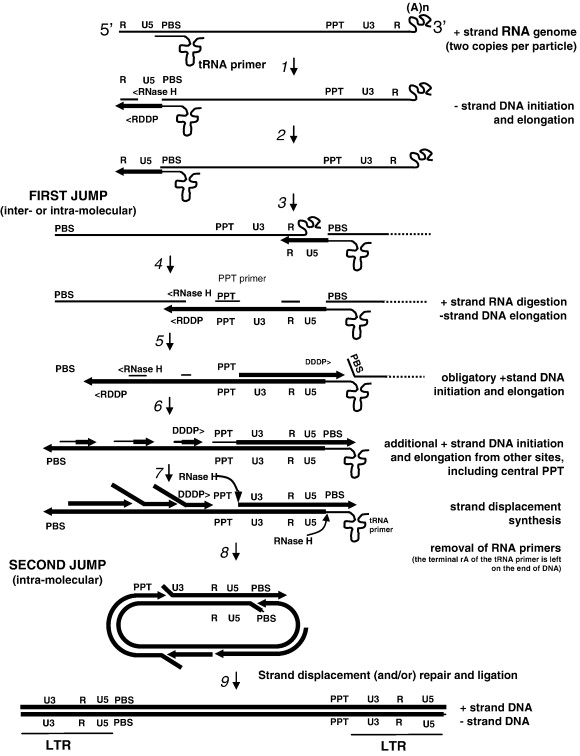 (A)n
5' R U5 PBS PPT U3 R 3'
+ strand RNA genome
(two copies per particle)
tRNA primer
1
R U5 PBS PPT U3 R
<RNase H
<RDDP
- strand DNA initiation
and elongation
2
R U5 PBS PPT U3 R
3
FIRST JUMP
(inter- or intra-molecular)
PBS PPT U3 R PBS
R U5
4
PPT primer
PBS <RNase H PPT PBS
<RDDP PPT U3 R U5
+ strand RNA digestion
-strand DNA elongation
5
PBS <RNase H PPT DDDP> PBS
<RDDP PPT U3 R U5
obligatory +stand DNA
initiation and elongation
6
DDDP> PPT U3 R U5 PBS
PBS PPT U3 R U5
additional + strand DNA initiation
and elongation from other sites,
including central PPT
7
RNase H
DDDP> PPT U3 R U5 PBS
PBS PPT U3 R U5
tRNA
primer
RNase H
strand displacement
synthesis
removal of RNA primers
(the terminal rA of the tRNA primer is left
on the end of DNA)
8
SECOND JUMP
(intra-molecular)
PPT U3 R U5 PBS
R U5 PBS
9
Strand displacement (and/or) repair and ligation
U3 R U5 PBS PPT U3 R U5
+ strand DNA
- strand DNA
U3 R U5 PBS PPT U3 R U5
LTR LTR